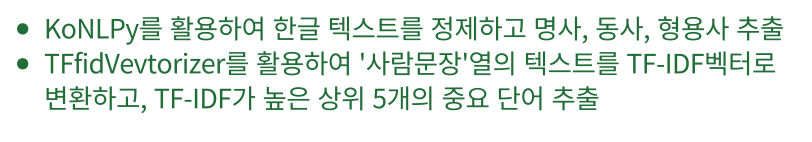 • KoNLPy를 활용하여 한글 텍스트를 정제하고 명사, 동사, 형용사 추출
• TFfidVevtorizer를 활용하여 '사람문장'열의 텍스트를 TF-IDF벡터로
변환하고, TF-IDF가 높은 상위 5개의 중요 단어 추출